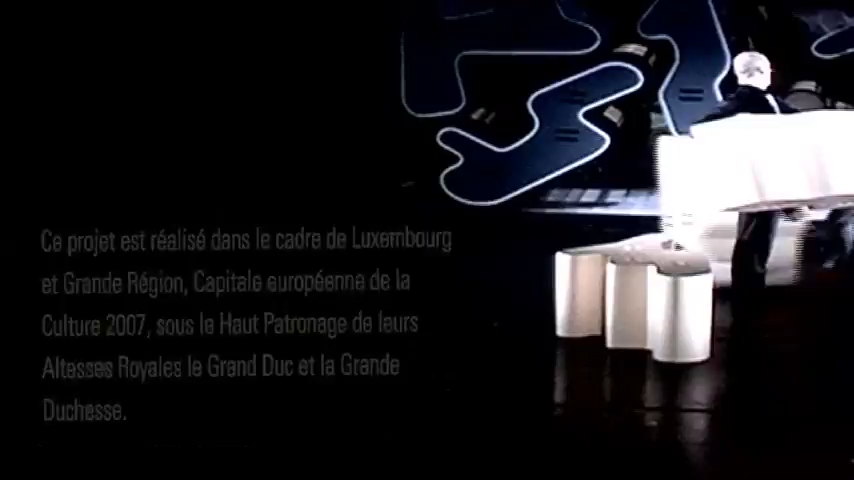 Ce projet est réalisé dans le cadre de Luxembourg
et Grande Région, Capitale européenne de la
Culture 2007, sous le Haut Patronage de leurs
Altesses Royales le Grand Duc et la Grande
Duchesse.